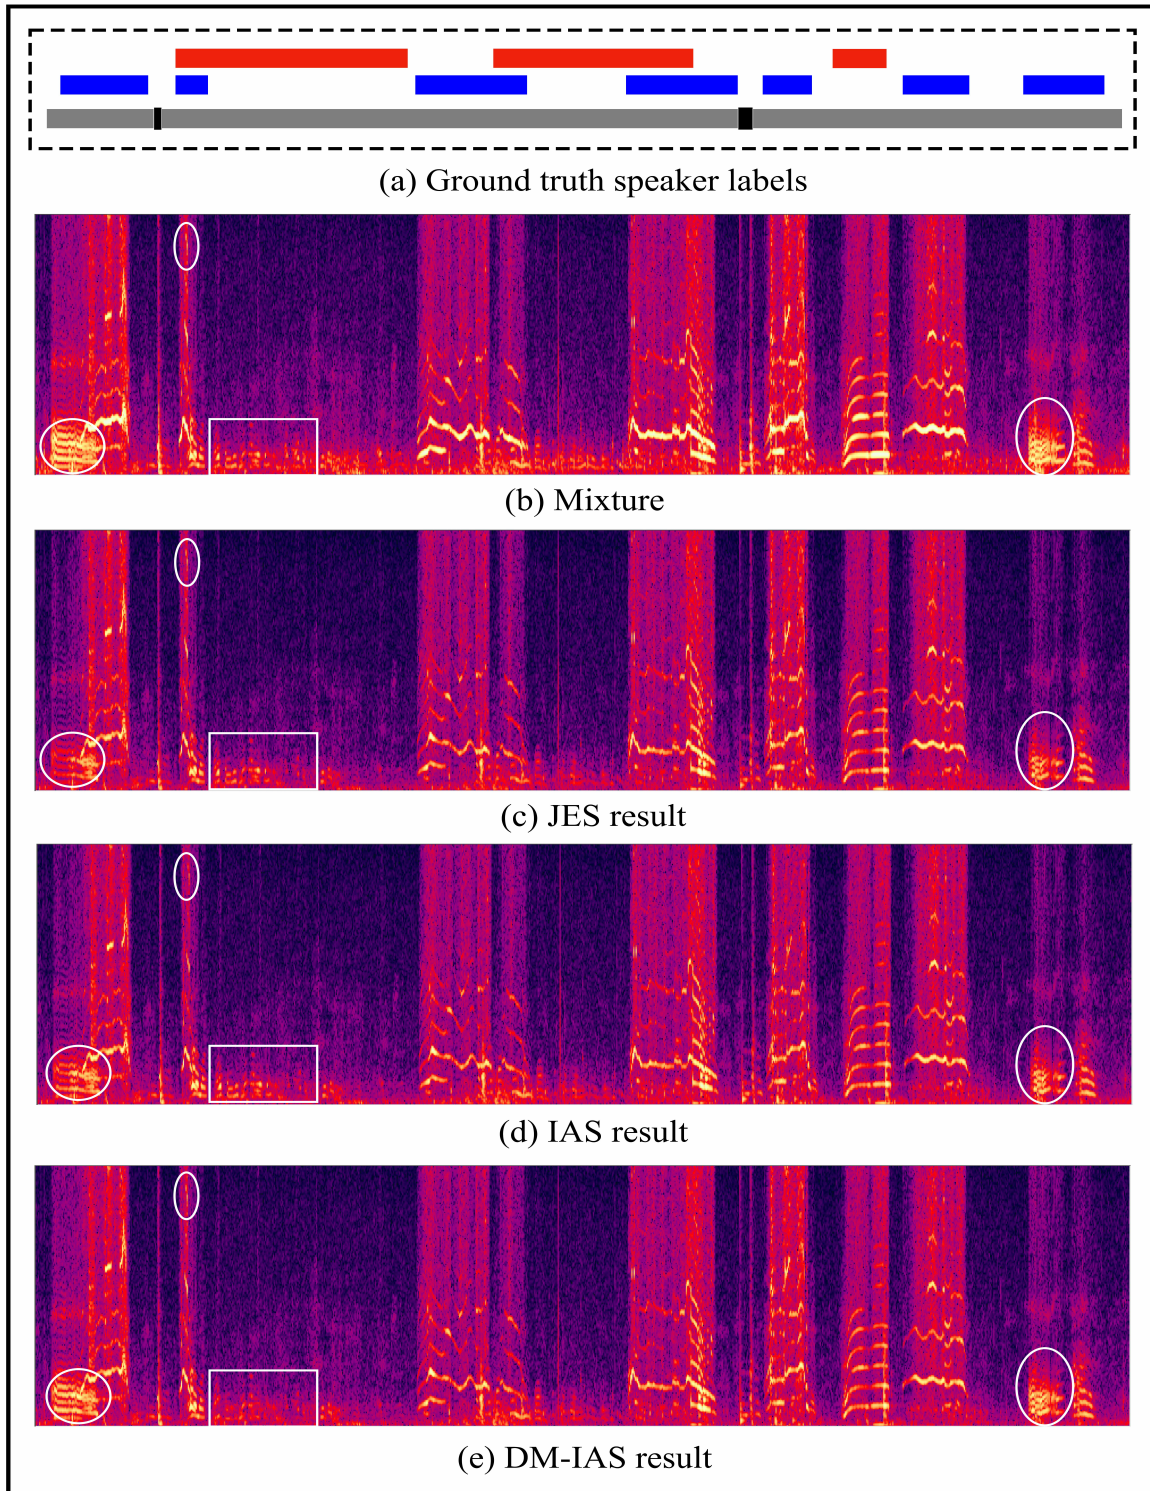 (a) Ground truth speaker labels
(b) Mixture
(c) JES result
(d) IAS result
(e) DM-IAS result